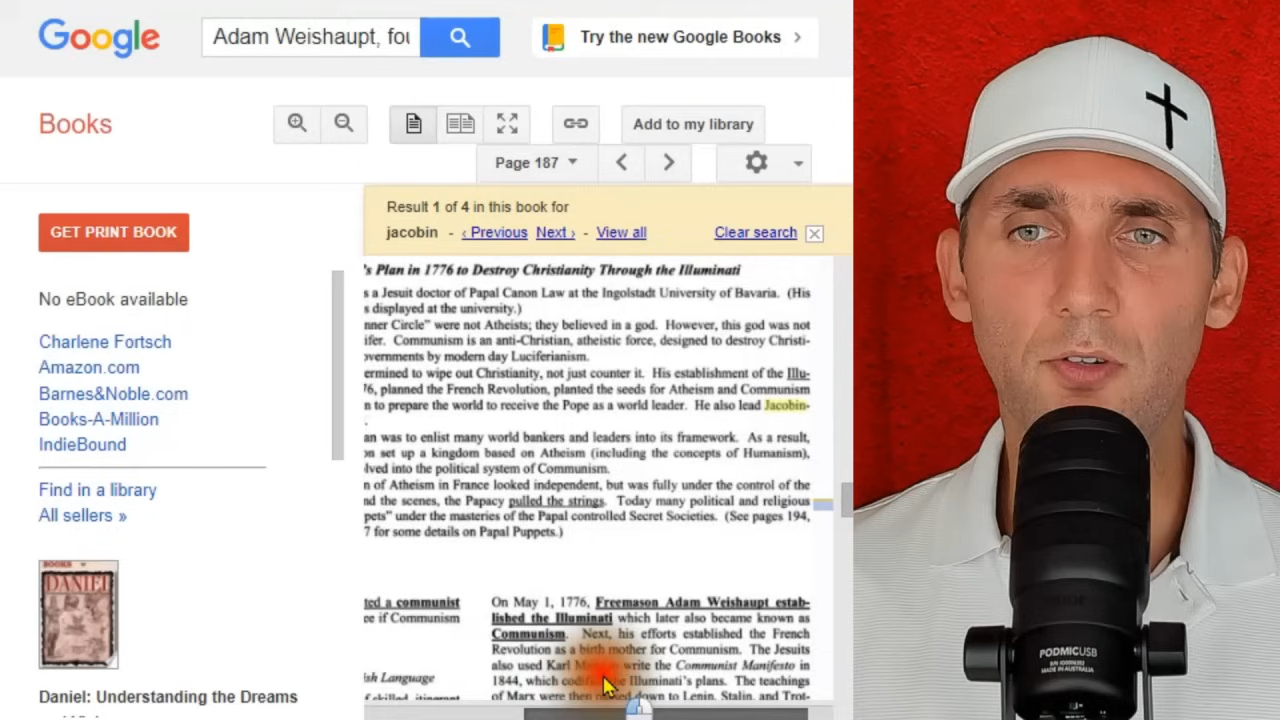 Google
Adam Weishaupt, fou
Try the new Google Books
Books
Add to my library
Page 187
Result 1 of 4 in this book for
jacobin - ‹ Previous Next › - View all
Clear search
GET PRINT BOOK
No eBook available
Charlene Fortsch
Amazon.com
Barnes&Noble.com
Books-A-Million
IndieBound
Find in a library
All sellers »
BOOKS
DANIEL
Daniel: Understanding the Dreams
's Plan in 1776 to Destroy Christianity Through the Illuminati
s a Jesuit doctor of Papal Canon Law at the Ingolstadt University of Bavaria. (His
s displayed at the university.)
nner Circle" were not Atheists; they believed in a god. However, this god was not
ifer. Communism is an anti-Christian, atheistic force, designed to destroy Christi-
overnments by modern day Luciferianism.
ermined to wipe out Christianity, not just counter it. His establishment of the Illu-
76, planned the French Revolution, planted the seeds for Atheism and Communism
n to prepare the world to receive the Pope as a world leader. He also lead Jacobin-
.
an was to enlist many world bankers and leaders into its framework. As a result,
on set up a kingdom based on Atheism (including the concepts of Humanism),
lved into the political system of Communism.
n of Atheism in France looked independent, but was fully under the control of the
nd the scenes, the Papacy pulled the strings. Today many political and religious
pets" under the masteries of the Papal controlled Secret Societies. (See pages 194,
7 for some details on Papal Puppets.)
ted a communist
ee if Communism
ish Language
f skilled itinerant
On May 1, 1776, Freemason Adam Weishaupt estab-
lished the Illuminati which later also became known as
Communism. Next, his efforts established the French
Revolution as a birth mother for Communism. The Jesuits
also used Karl write the Communist Manifesto in
1844, which Illuminati's plans. The teachings
of Marx were then down to Lenin, Stalin, and Trot-
PODMICUSB
MADE IN AUSTRALIA